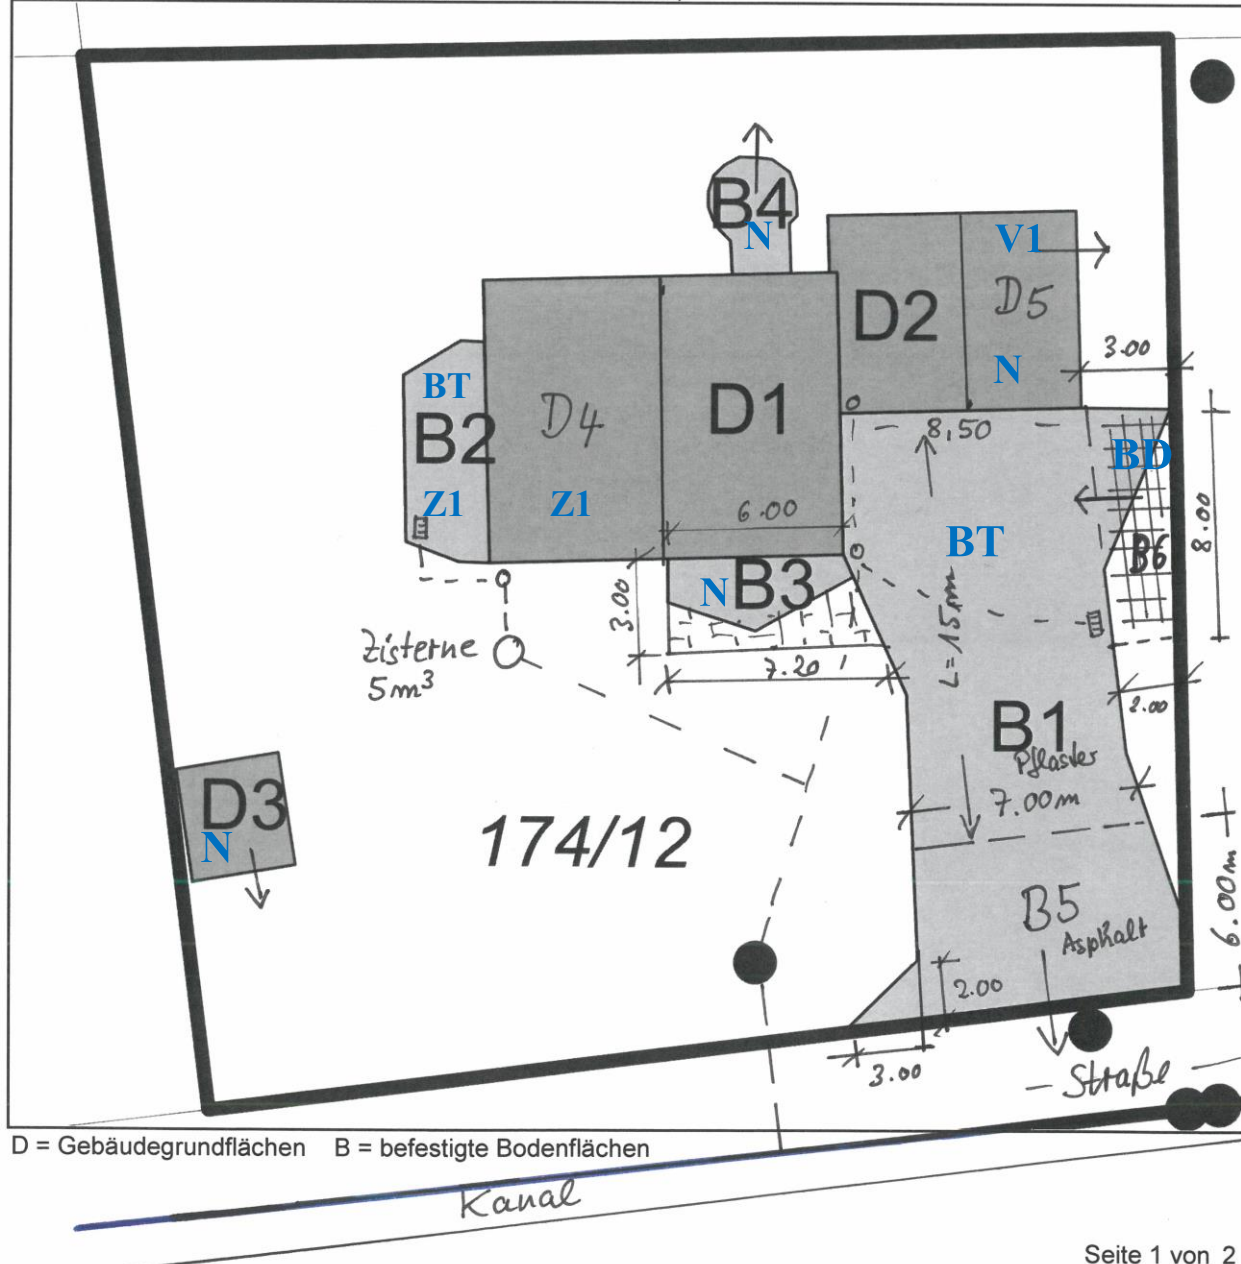 B4
N
V1
D2
D5
3.00
BT
B2
D4
D1
N
8,50
BD
Z1
Z1
6.00
BT
8.00
B6
N
B3
3.00
L=15m
Zisterne
5m³
7.20
2.00
B1
Pflaster
7.00m
D3
N
174/12
B5
Asphalt
6.00m
2.00
3.00
Straße
D = Gebäudegrundflächen B = befestigte Bodenflächen
Kanal
Seite 1 von 2